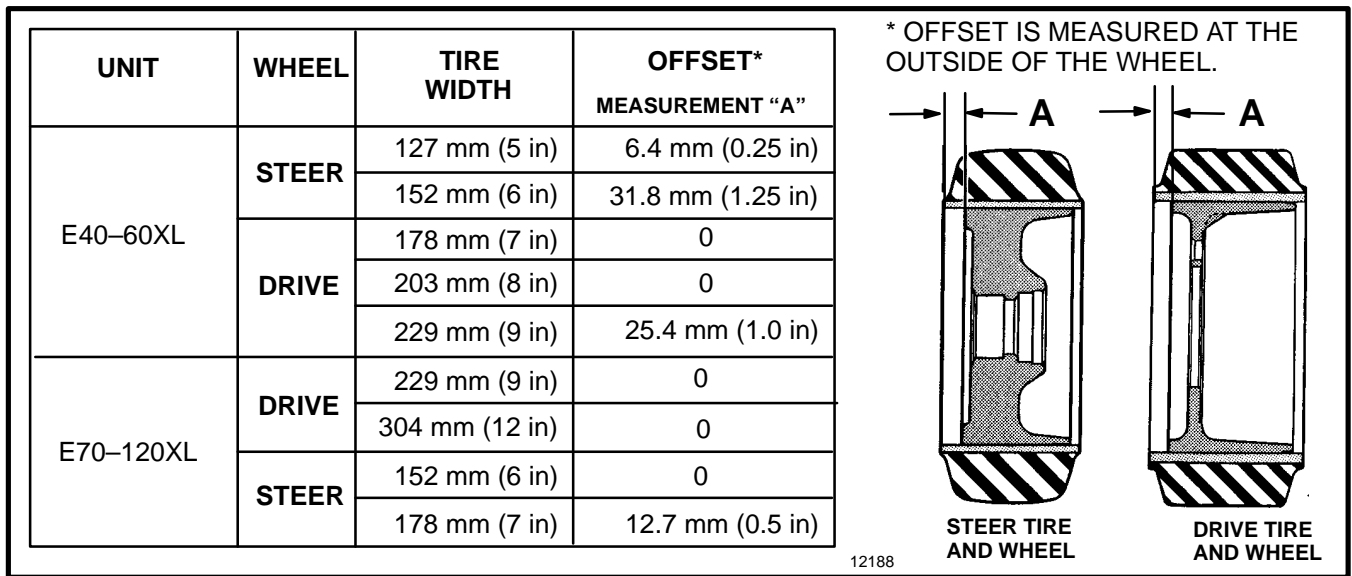 UNIT WHEEL TIRE WIDTH OFFSET* MEASUREMENT “A”
E40–60XL STEER 127 mm (5 in) 6.4 mm (0.25 in)
152 mm (6 in) 31.8 mm (1.25 in)
DRIVE 178 mm (7 in) 0
203 mm (8 in) 0
229 mm (9 in) 25.4 mm (1.0 in)
E70–120XL DRIVE 229 mm (9 in) 0
304 mm (12 in) 0
STEER 152 mm (6 in) 0
178 mm (7 in) 12.7 mm (0.5 in)
* OFFSET IS MEASURED AT THE
OUTSIDE OF THE WHEEL.
A A
STEER TIRE
AND WHEEL
DRIVE TIRE
AND WHEEL
12188